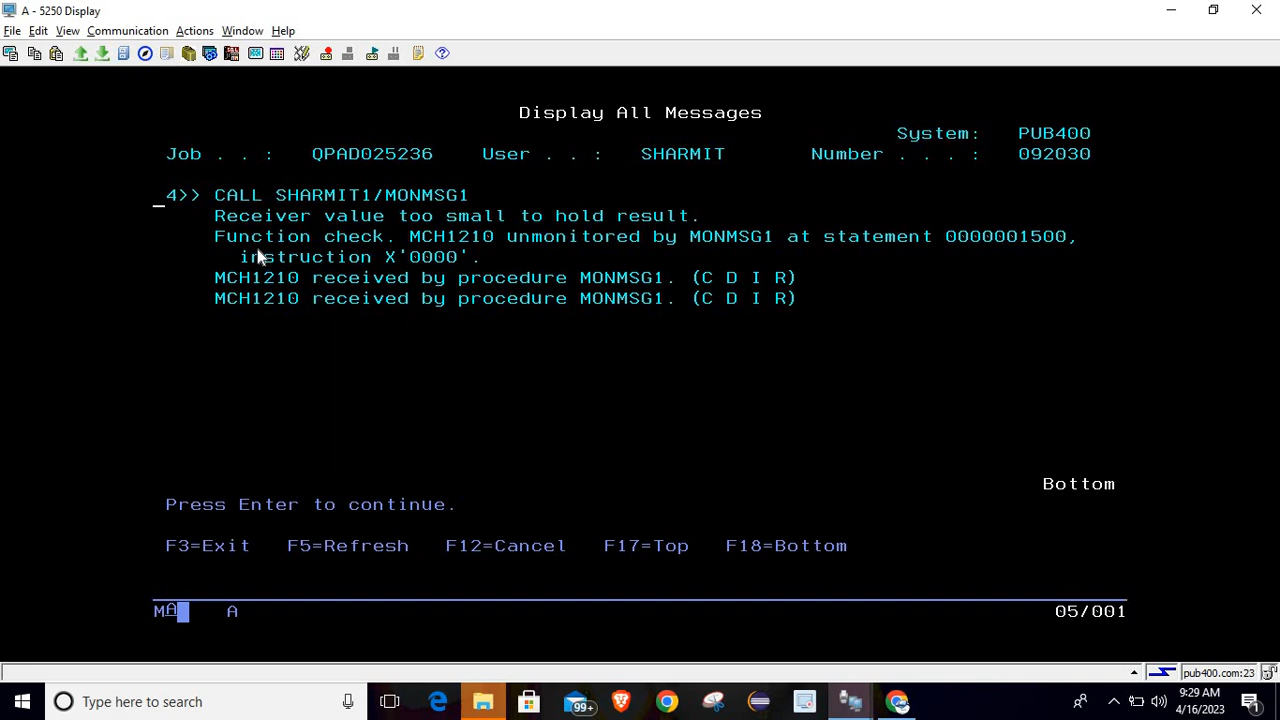 A - 5250 Display
File Edit View Communication Actions Window Help
Display All Messages
System: PUB400
Job . . : QPAD025236 User . . : SHARMIT Number . . . : 092030
_4>> CALL SHARMIT1/MONMSG1
Receiver value too small to hold result.
Function check. MCH1210 unmonitored by MONMSG1 at statement 0000001500,
instruction X'0000'.
MCH1210 received by procedure MONMSG1. (C D I R)
MCH1210 received by procedure MONMSG1. (C D I R)
Bottom
Press Enter to continue.
F3=Exit F5=Refresh F12=Cancel F17=Top F18=Bottom
MA A 05/001
pub400.com:23
Type here to search 99+ 9:29 AM
4/16/2023